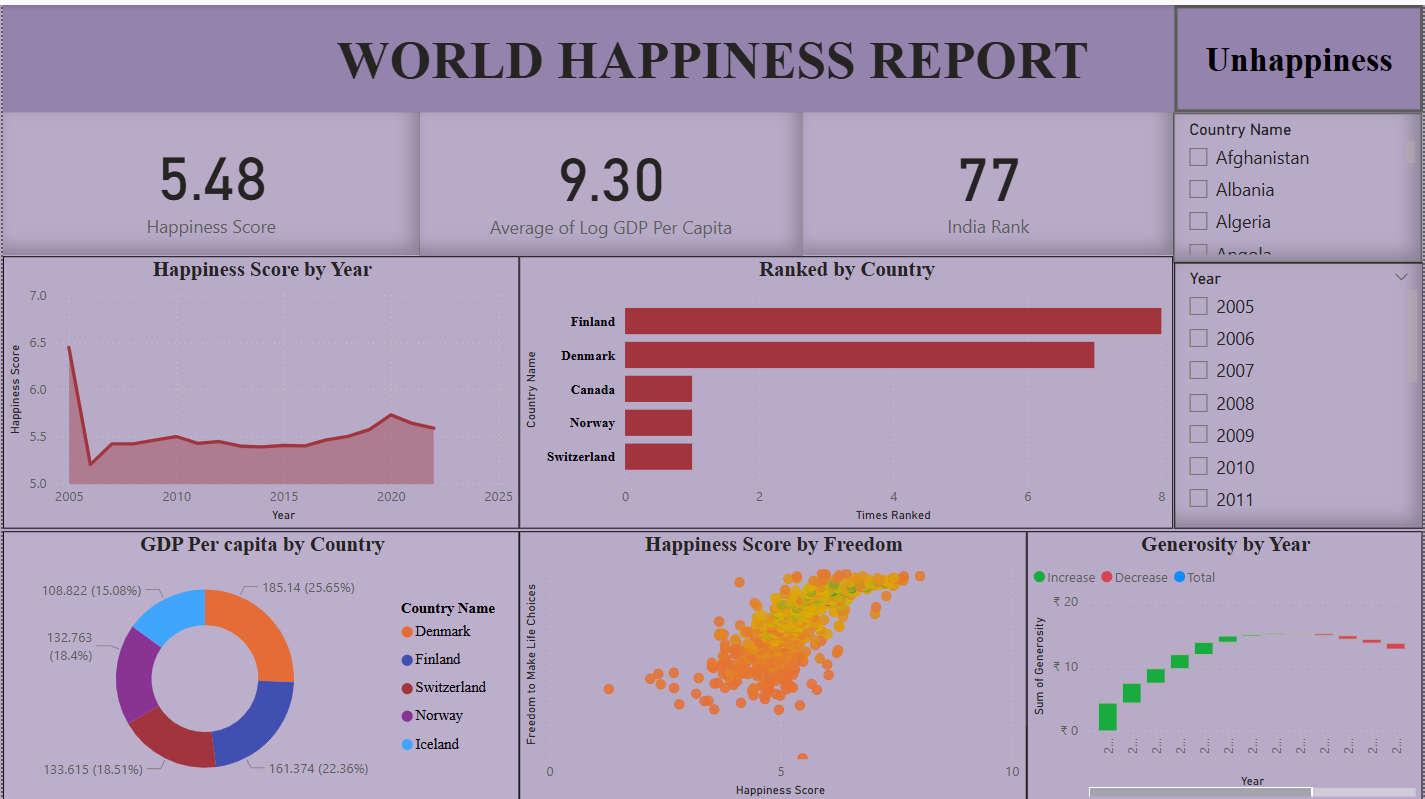 WORLD HAPPINESS REPORT
Unhappiness
5.48
Happiness Score
9.30
Average of Log GDP Per Capita
77
India Rank
Country Name
Afghanistan
Albania
Algeria
Angola
Happiness Score by Year
7.0
6.5
6.0
5.5
5.0
Happiness Score
2005
2010
2015
2020
2025
Year
Ranked by Country
Country Name
Finland
Denmark
Canada
Norway
Switzerland
0
2
4
6
8
Times Ranked
Year
2005
2006
2007
2008
2009
2010
2011
GDP Per capita by Country
108.822 (15.08%)
185.14 (25.65%)
132.763
(18.4%)
133.615 (18.51%)
161.374 (22.36%)
Country Name
Denmark
Finland
Switzerland
Norway
Iceland
Happiness Score by Freedom
Freedom to Make Life Choices
0
5
10
Happiness Score
Generosity by Year
Increase
Decrease
Total
₹ 20
₹ 10
₹ 0
Sum of Generosity
2...
2...
2...
2...
2...
2...
2...
2...
2...
2...
2...
2...
2...
Year